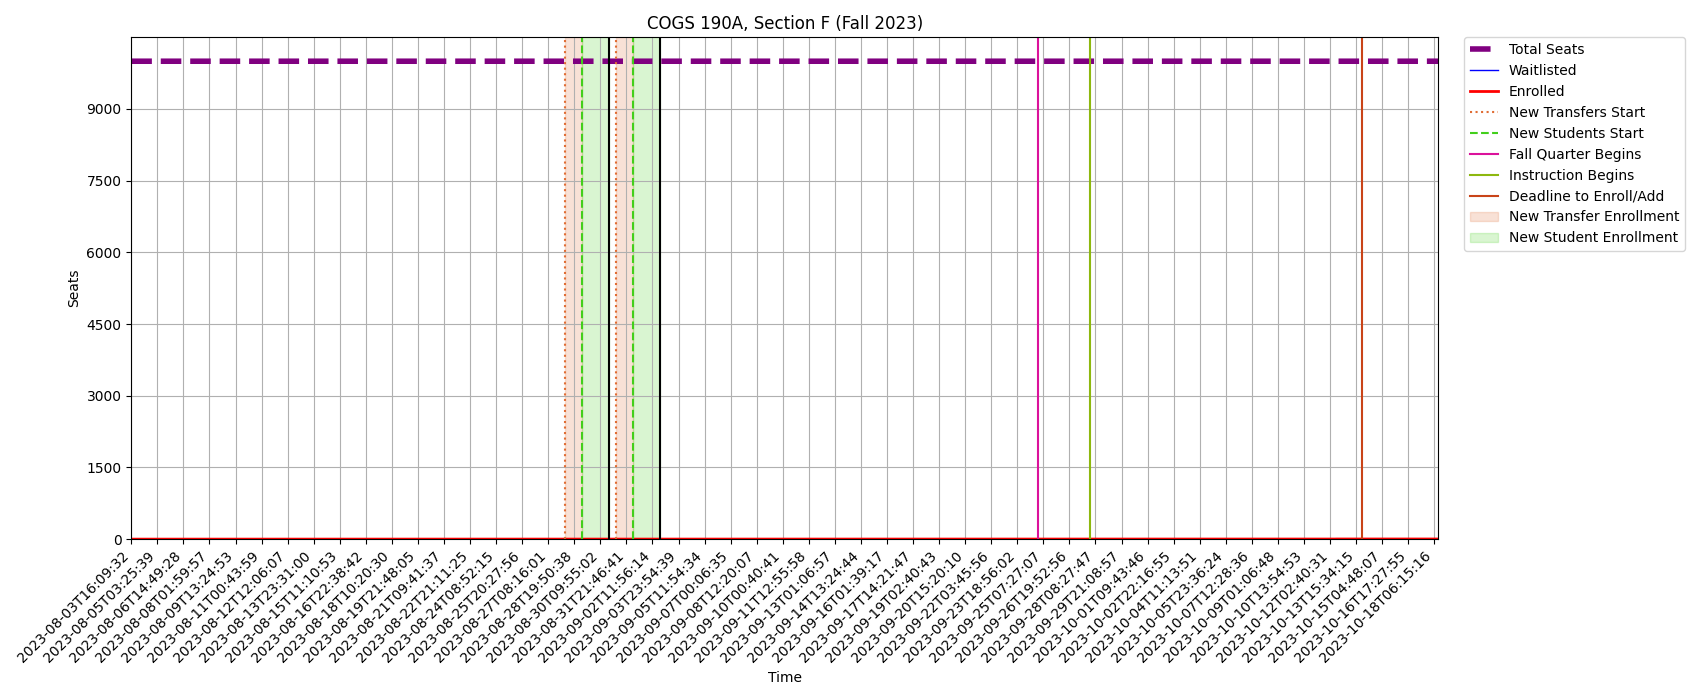 COGS 190A, Section F (Fall 2023)
Total Seats
Waitlisted
Enrolled
New Transfers Start
New Students Start
Fall Quarter Begins
Instruction Begins
Deadline to Enroll/Add
New Transfer Enrollment
New Student Enrollment
Seats
9000
7500
6000
4500
3000
1500
0
2023-08-03T16:09:32
2023-08-05T03:25:39
2023-08-06T14:49:28
2023-08-08T01:59:57
2023-08-09T13:24:53
2023-08-11T00:43:59
2023-08-12T12:06:07
2023-08-13T23:31:00
2023-08-15T11:10:53
2023-08-16T22:38:42
2023-08-18T10:20:30
2023-08-19T21:48:05
2023-08-21T09:41:37
2023-08-22T21:11:25
2023-08-24T08:52:15
2023-08-25T20:27:56
2023-08-27T08:16:01
2023-08-28T19:50:38
2023-08-30T09:55:02
2023-08-31T21:46:41
2023-09-02T11:56:14
2023-09-03T23:54:39
2023-09-05T11:54:34
2023-09-07T00:06:35
2023-09-08T12:20:07
2023-09-10T00:40:41
2023-09-11T12:55:58
2023-09-13T01:06:57
2023-09-14T13:24:44
2023-09-16T01:39:17
2023-09-17T14:21:47
2023-09-19T02:40:43
2023-09-20T15:20:10
2023-09-22T03:45:56
2023-09-23T18:56:02
2023-09-25T07:27:07
2023-09-26T19:52:56
2023-09-28T08:27:47
2023-09-29T21:08:57
2023-10-01T09:43:46
2023-10-02T22:16:55
2023-10-04T11:13:51
2023-10-05T23:36:24
2023-10-07T12:28:36
2023-10-09T01:06:48
2023-10-10T13:54:53
2023-10-12T02:40:31
2023-10-13T15:34:15
2023-10-15T04:48:07
2023-10-16T17:27:55
2023-10-18T06:15:16
Time